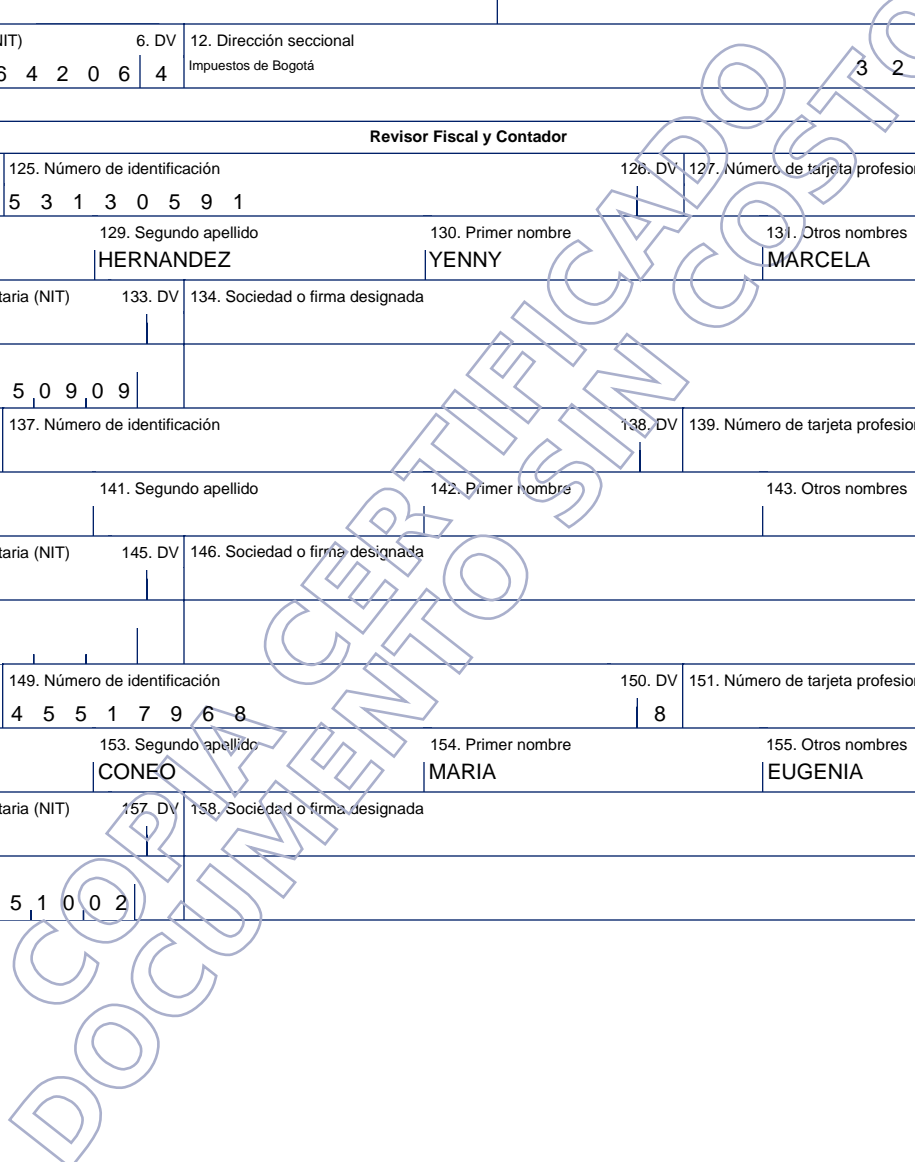 IIT) 6. DV 12. Dirección seccional
6 4 2 0 6 4 Impuestos de Bogotá 3 2
Revisor Fiscal y Contador
125. Número de identificación 126. DV 127. Número de tarjeta profesion
5 3 1 3 0 5 9 1
129. Segundo apellido 130. Primer nombre 131. Otros nombres
HERNANDEZ YENNY MARCELA
taria (NIT) 133. DV 134. Sociedad o firma designada
5 0 9 0 9
137. Número de identificación 138. DV 139. Número de tarjeta profesion
141. Segundo apellido 142. Primer nombre 143. Otros nombres
taria (NIT) 145. DV 146. Sociedad o firma designada
149. Número de identificación 150. DV 151. Número de tarjeta profesion
4 5 5 1 7 9 6 8 8
153. Segundo apellido 154. Primer nombre 155. Otros nombres
CONEO MARIA EUGENIA
taria (NIT) 157. DV 158. Sociedad o firma designada
5 1 0 0 2
COPIA CERTIFICADO
DOCUMENTO SIN COSTO